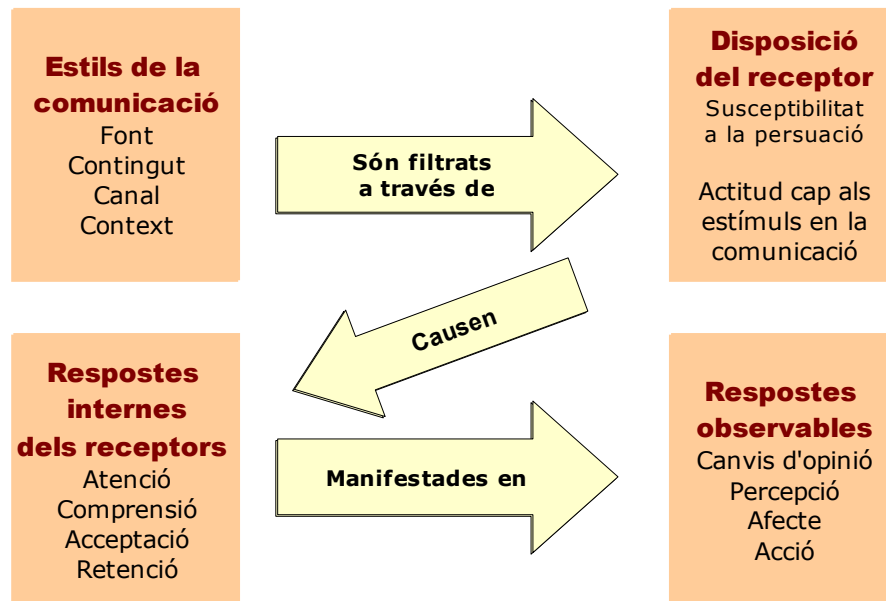 Estils de la
comunicació
Font
Contingut
Canal
Context
Són filtrats
a través de
Disposició
del receptor
Susceptibilitat
a la persuació
Actitud cap als
estímuls en la
comunicació
Causen
Respostes
internes
dels receptors
Atenció
Comprensió
Acceptació
Retenció
Manifestades en
Respostes
observables
Canvis d'opinió
Percepció
Afecte
Acció